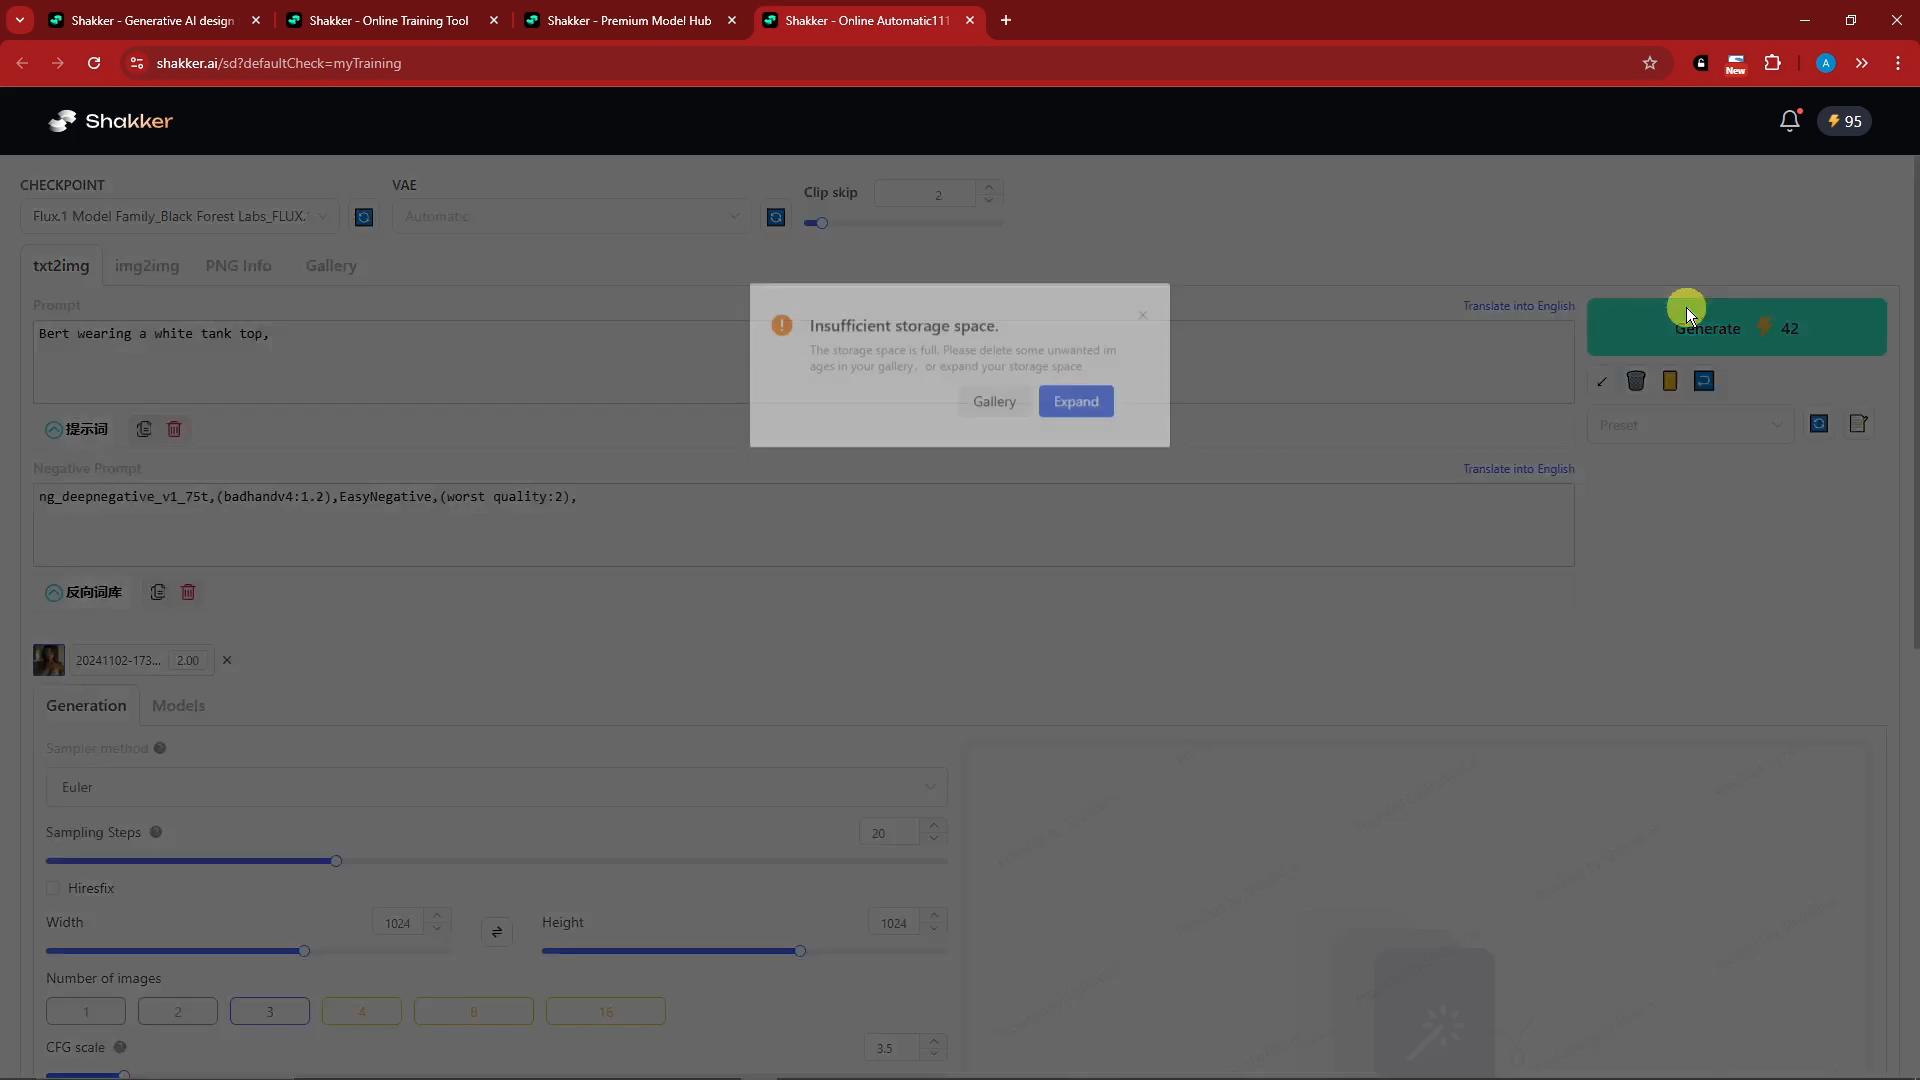 Shakker - Generative AI design
Shakker - Online Training Tool
Shakker - Premium Model Hub
Shakker - Online Automatic111
shakker.ai/sd?defaultCheck=myTraining
New
A
Shakker
95
CHECKPOINT
VAE
Clip skip
2
Flux.1 Model Family_Black Forest Labs_FLUX.
Automatic
txt2img
img2img
PNG Info
Gallery
Prompt
Translate into English
Bert wearing a white tank top,
Generate
42
Insufficient storage space.
The storage space is full. Please delete some unwanted im
ages in your gallery, or expand your storage space
Gallery
Expand
Preset
提示词
Negative Prompt
Translate into English
ng_deepnegative_v1_75t,(badhandv4:1.2),EasyNegative,(worst quality:2),
反向词库
20241102-173...
2.00
Generation
Models
Sampler method
Euler
Sampling Steps
20
Hiresfix
Width
1024
Height
1024
Number of images
1
2
3
4
8
16
CFG scale
3.5